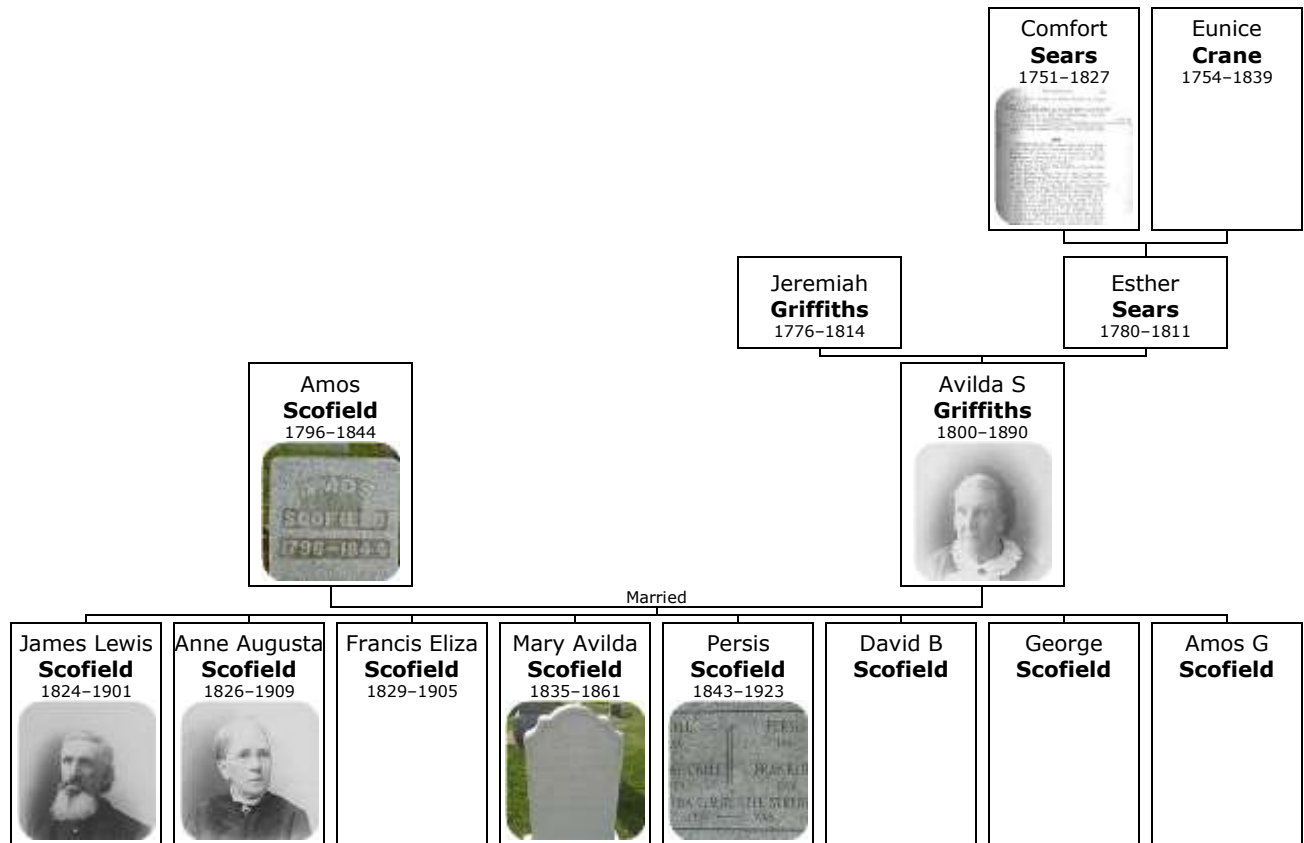 Comfort
Sears
1751–1827
Eunice
Crane
1754–1839
Jeremiah
Griffiths
1776–1814
Esther
Sears
1780–1811
Amos
Scofield
1796–1844
SCOFIELD
Avilda S
Griffiths
1800–1890
Married
James Lewis
Scofield
1824–1901
Anne Augusta
Scofield
1826–1909
Francis Eliza
Scofield
1829–1905
Mary Avilda
Scofield
1835–1861
Persis
Scofield
1843–1923
David B
Scofield
George
Scofield
Amos G
Scofield